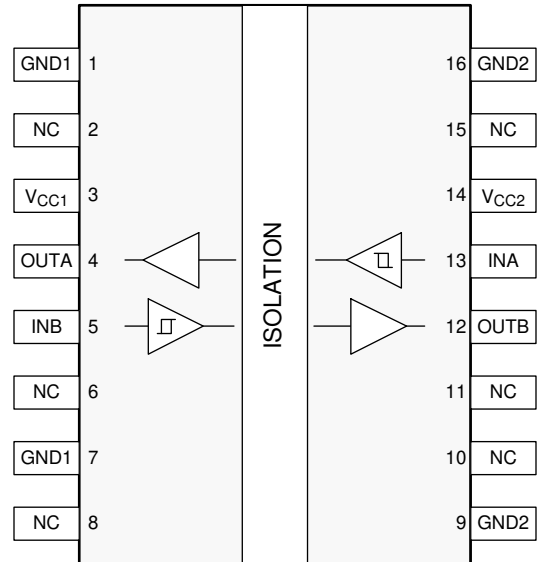 GND1 1 16 GND2
NC 2 15 NC
VCC1 3 14 VCC2
OUTA 4 13 INA
INB 5 12 OUTB
NC 6 11 NC
GND1 7 10 NC
NC 8 9 GND2
ISOLATION